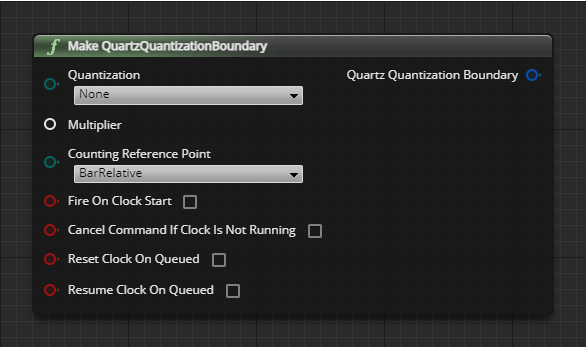 Make QuartzQuantizationBoundary
Quantization
Quartz Quantization Boundary
None
Multiplier
Counting Reference Point
BarRelative
Fire On Clock Start
Cancel Command If Clock Is Not Running
Reset Clock On Queued
Resume Clock On Queued